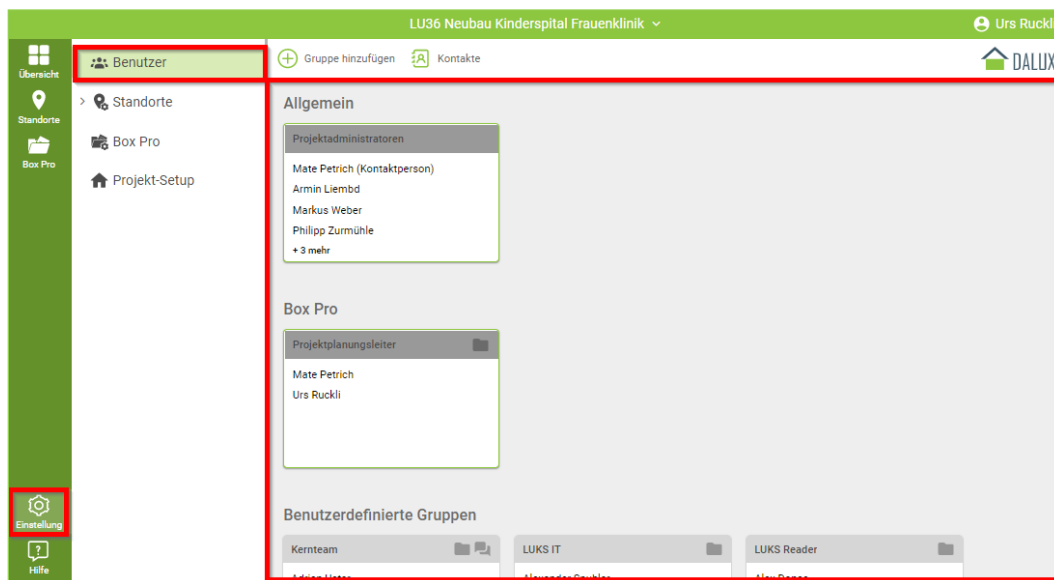 LU36 Neubau Kinderspital Frauenklinik
Urs Ruckli
Übersicht
Standorte
Box Pro
Einstellung
Hilfe
Benutzer
Standorte
Box Pro
Projekt-Setup
Gruppe hinzufügen
Kontakte
DALUX
Allgemein
Projektadministratoren
Mate Petrich (Kontaktperson)
Armin Liembd
Markus Weber
Philipp Zurmühle
+ 3 mehr
Box Pro
Projektplanungsleiter
Mate Petrich
Urs Ruckli
Benutzerdefinierte Gruppen
Kernteam
LUKS IT
LUKS Reader